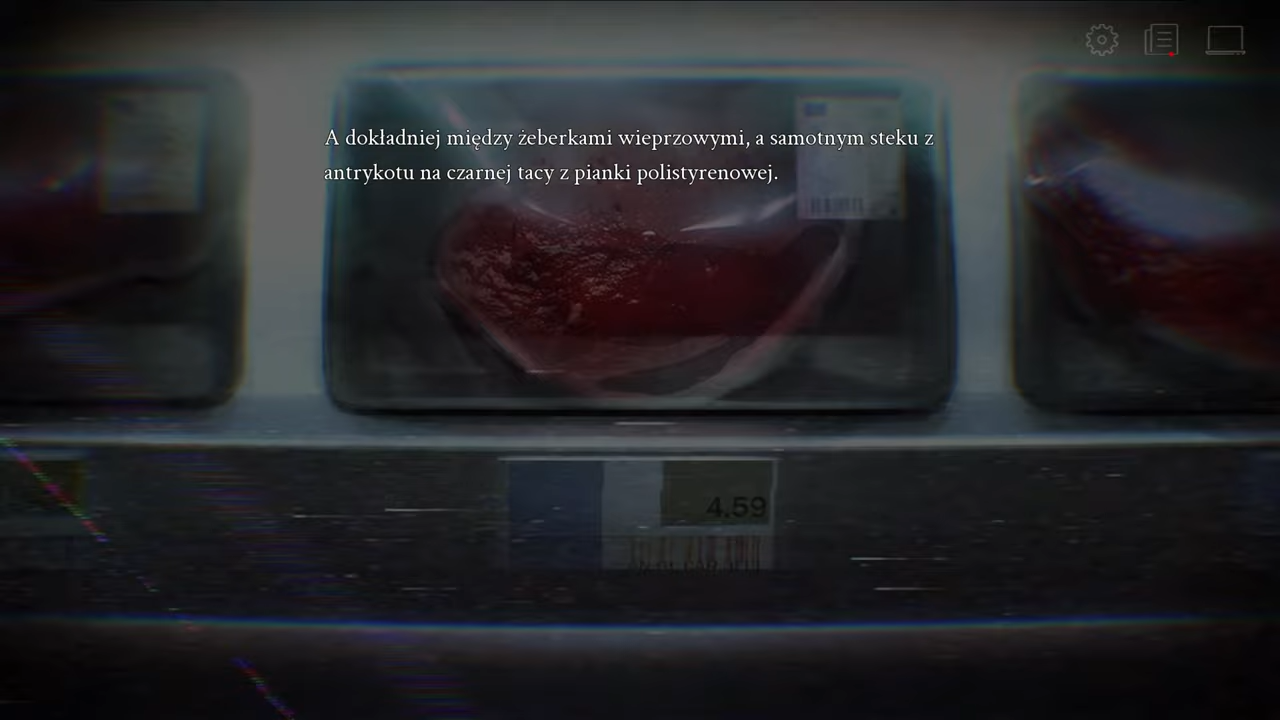 A dokładniej między żeberkami wieprzowymi, a samotnym steku z
antrykotu na czarnej tacy z pianki polistyrenowej.
4.59